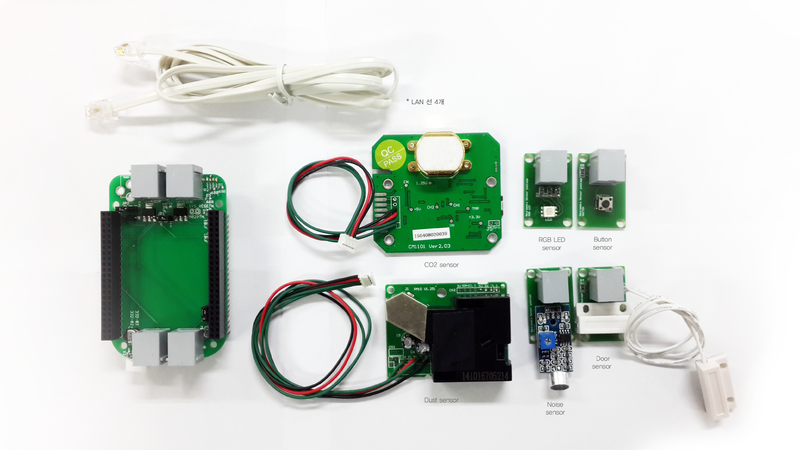 * LAN 선 4개
QC
PASS
CM1101 Ver2.03
CO2 sensor
RGB LED
sensor
Button
sensor
Dust sensor
Noise
sensor
Door
sensor